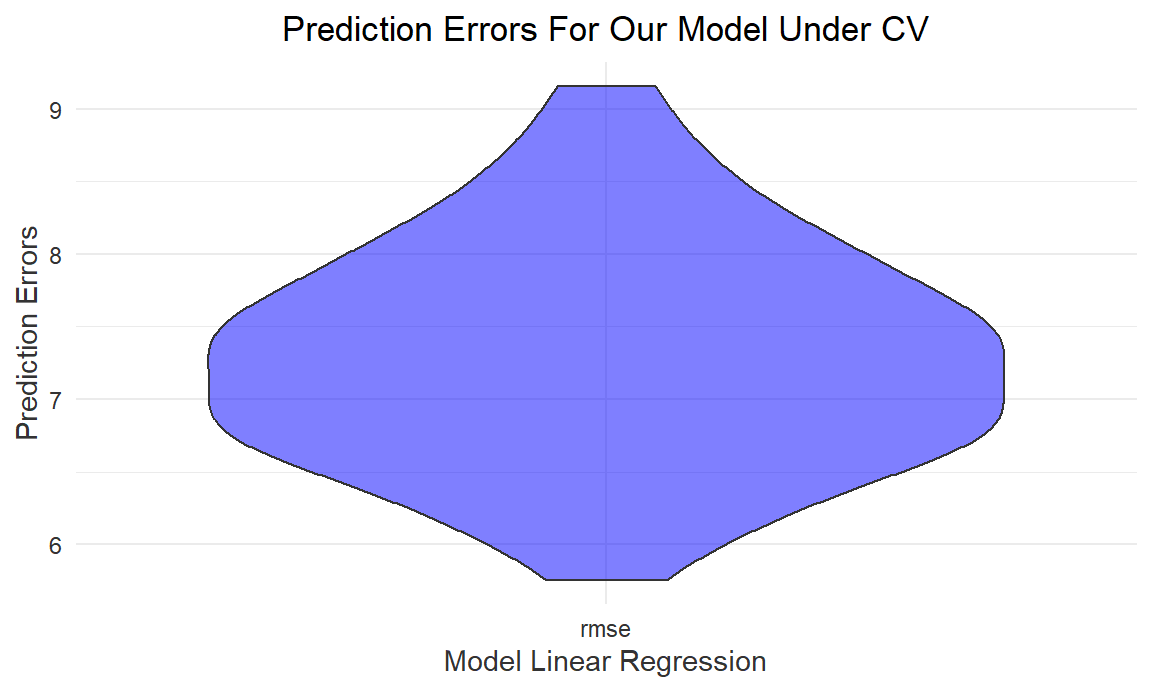 Prediction Errors For Our Model Under CV
Prediction Errors
9
8
7
6
rmse
Model Linear Regression